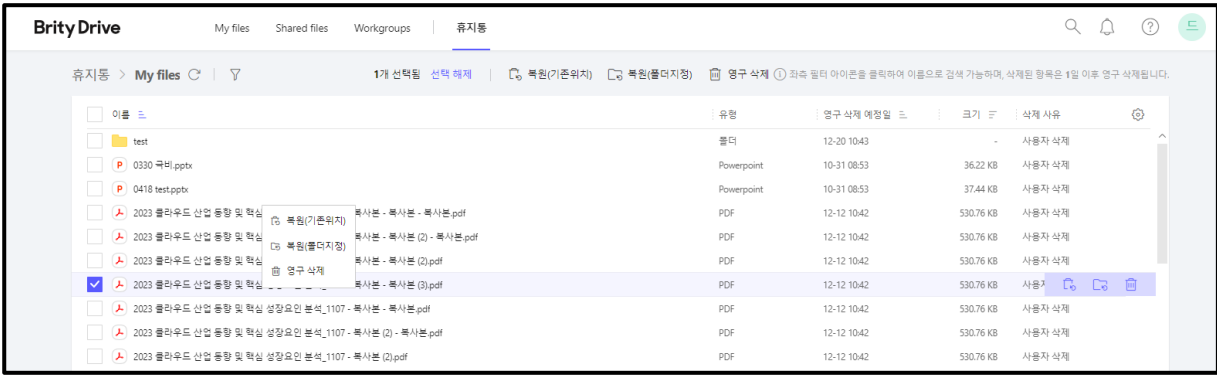 Brity Drive My files Shared files Workgroups 휴지통 드
휴지통 > My files 1개 선택됨 선택 해제 복원(기존위치) 복원(폴더지정) 영구 삭제 좌측 필터 아이콘을 클릭하여 이름으로 검색 가능하며, 삭제된 항목은 1일 이후 영구 삭제됩니다.
이름 유형 영구 삭제 예정일 크기 삭제 사유
test 폴더 12-20 10:43 - 사용자 삭제
0330 극비.pptx Powerpoint 10-31 08:53 36.22 KB 사용자 삭제
0418 test.pptx Powerpoint 10-31 08:53 37.44 KB 사용자 삭제
2023 클라우드 산업 동향 및 핵심 복사본 - 복사본 - 복사본.pdf PDF 12-12 10:42 530.76 KB 사용자 삭제
복원(기존위치)
2023 클라우드 산업 동향 및 핵심 복사본 - 복사본 (2) - 복사본.pdf PDF 12-12 10:42 530.76 KB 사용자 삭제
복원(폴더지정)
2023 클라우드 산업 동향 및 핵심 복사본 - 복사본 (2).pdf PDF 12-12 10:42 530.76 KB 사용자 삭제
영구 삭제
2023 클라우드 산업 동향 및 핵심 복사본 - 복사본 (3).pdf PDF 12-12 10:42 530.76 KB
2023 클라우드 산업 동향 및 핵심 성장요인 분석_1107 - 복사본 - 복사본.pdf PDF 12-12 10:42 530.76 KB 사용자 삭제
2023 클라우드 산업 동향 및 핵심 성장요인 분석_1107 - 복사본 (2) - 복사본.pdf PDF 12-12 10:42 530.76 KB 사용자 삭제
2023 클라우드 산업 동향 및 핵심 성장요인 분석_1107 - 복사본 (2).pdf PDF 12-12 10:42 530.76 KB 사용자 삭제